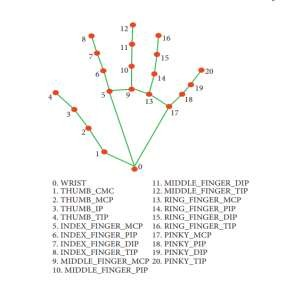 12
8
16
11
7
15
10
20
6
14
19
4
5
9
13
18
3
17
2
1
0
0. WRIST
1. THUMB_CMC
2. THUMB_MCP
3. THUMB_IP
4. THUMB_TIP
5. INDEX_FINGER_MCP
6. INDEX_FINGER_PIP
7. INDEX_FINGER_DIP
8. INDEX_FINGER_TIP
9. MIDDLE_FINGER_MCP
10. MIDDLE_FINGER_PIP
11. MIDDLE_FINGER_DIP
12. MIDDLE_FINGER_TIP
13. RING_FINGER_MCP
14. RING_FINGER_PIP
15. RING_FINGER_DIP
16. RING_FINGER_TIP
17. PINKY_MCP
18. PINKY_PIP
19. PINKY_DIP
20. PINKY_TIP